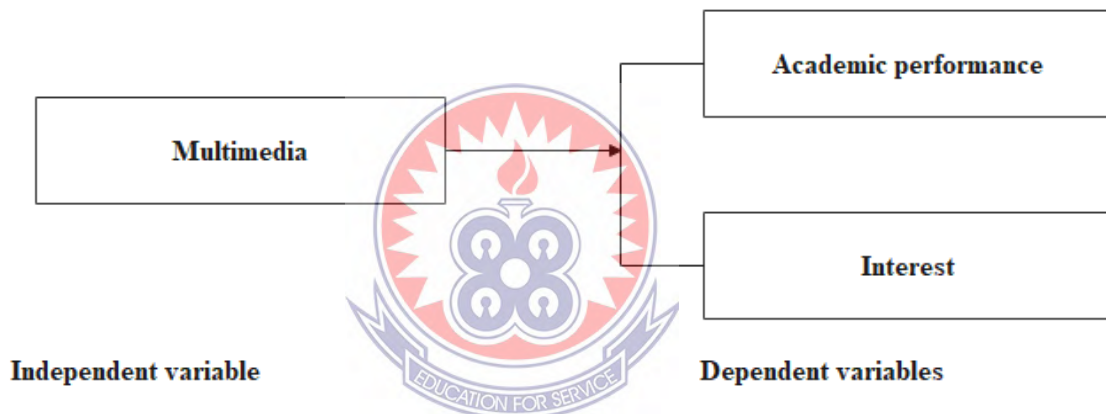 Academic performance
Multimedia
Interest
Independent variable
Dependent variables
EDUCATION FOR SERVICE